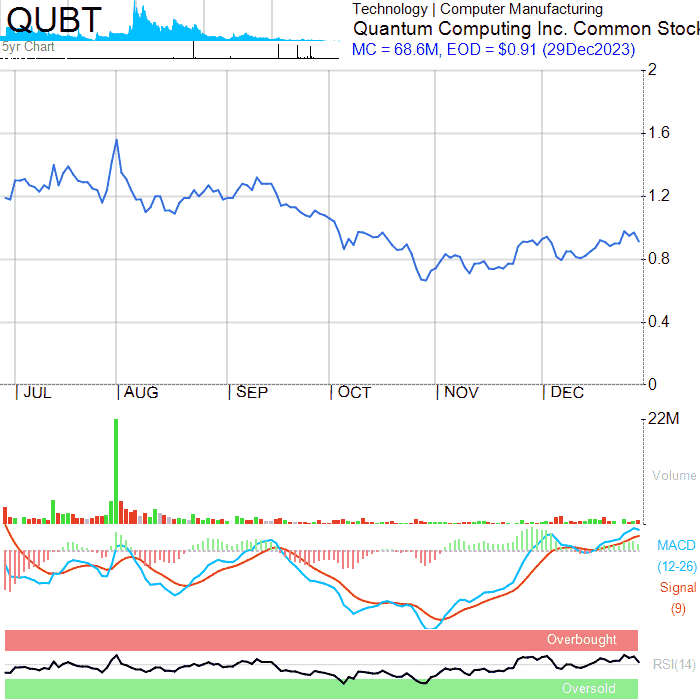 QUBT
Technology | Computer Manufacturing
Quantum Computing Inc. Common Stock
5yr Chart
MC = 68.6M, EOD = $0.91 (29Dec2023)
2
1.6
1.2
0.8
0.4
0
| JUL | AUG | SEP | OCT | NOV | DEC
22M
Volume
MACD
(12-26)
Signal
(9)
Overbought
RSI(14)
Oversold